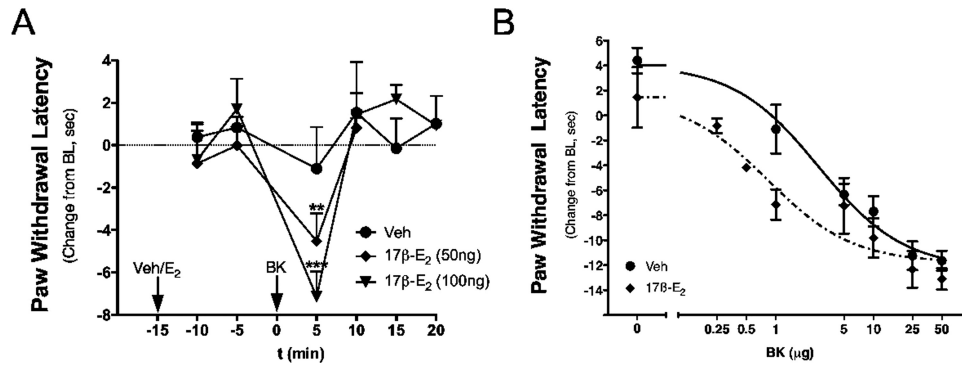 A
Paw Withdrawal Latency
(Change from BL, sec)
4
2
0
-2
-4
-6
-8
**
***
Veh
17β-E2 (50ng)
17β-E2 (100ng)
Veh/E2
BK
-15 -10 -5 0 5 10 15 20
t (min)
B
Paw Withdrawal Latency
(Change from BL, sec)
6
4
2
0
-2
-4
-6
-8
-10
-12
-14
Veh
17ß-E2
0 0.25 0.5 1 5 10 25 50
BK (µg)